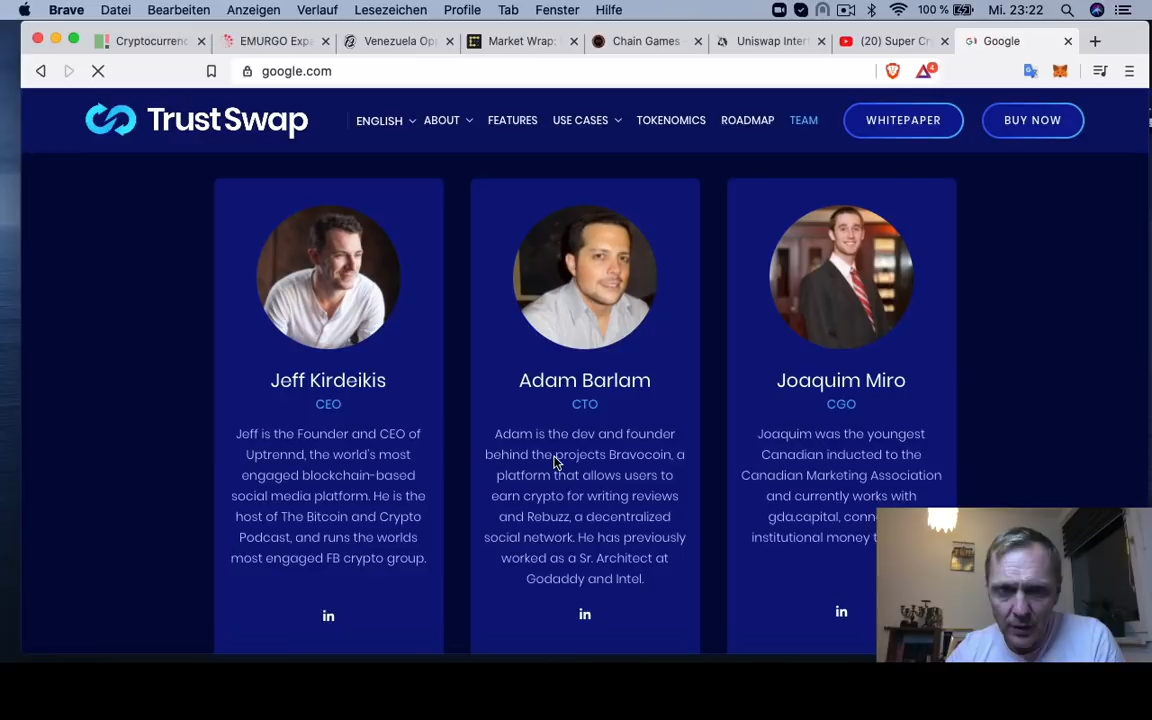 Brave Datei Bearbeiten Anzeigen Verlauf Lesezeichen Profile Tab Fenster Hilfe 100 % Mi. 23:22
Cryptocurrenc EMURGO Expa Venezuela Op Market Wrap: Chain Games Uniswap Interf (20) Super Cr Google
google.com 4
TrustSwap ENGLISH ABOUT FEATURES USE CASES TOKENOMICS ROADMAP TEAM WHITEPAPER BUY NOW
Jeff Kirdeikis
CEO
Jeff is the Founder and CEO of
Uptrennd, the world's most
engaged blockchain-based
social media platform. He is the
host of The Bitcoin and Crypto
Podcast, and runs the worlds
most engaged FB crypto group.
in
Adam Barlam
CTO
Adam is the dev and founder
behind the projects Bravocoin, a
platform that allows users to
earn crypto for writing reviews
and Rebuzz, a decentralized
social network. He has previously
worked as a Sr. Architect at
Godaddy and Intel.
in
Joaquim Miro
CGO
Joaquim was the youngest
Canadian inducted to the
Canadian Marketing Association
and currently works with
gda.capital, conn
institutional money t
in